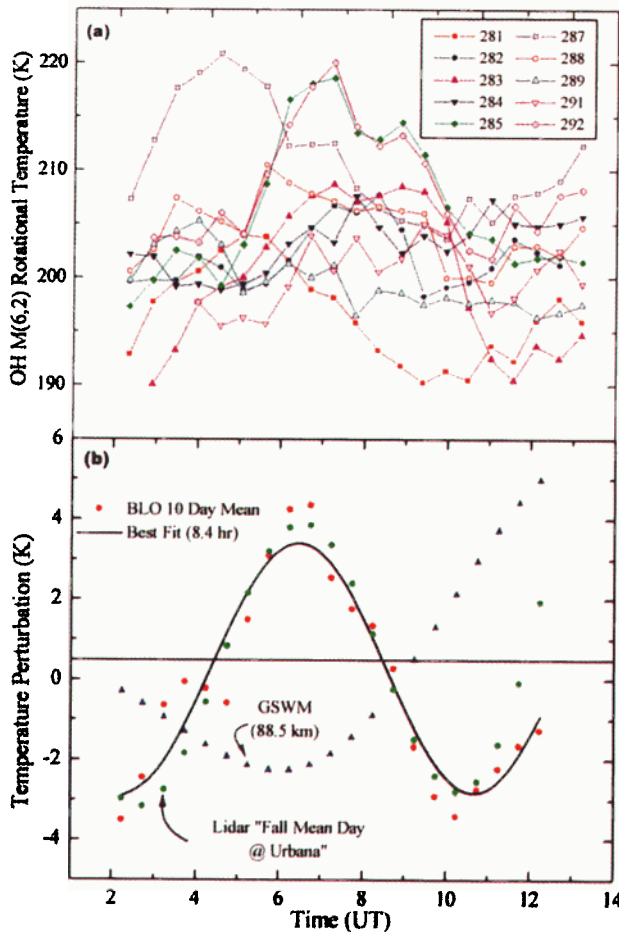 (a)
281 287
282 288
283 289
284 291
285 292
220
210
200
190
OH M(6,2) Rotational Temperature (K)
6
(b)
BLO 10 Day Mean
Best Fit (8.4 hr)
4
2
0
-2
-4
Temperature Perturbation (K)
GSWM
(88.5 km)
Lidar "Fall Mean Day
@ Urbana"
2 4 6 8 10 12 14
Time (UT)